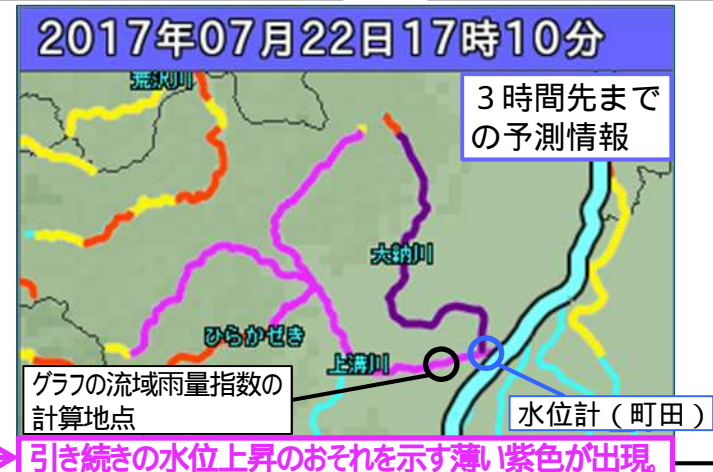 2017年07月22日17時10分
荒沢川
３時間先まで
の予測情報
大納川
ひらかぜき
上溝川
グラフの流域雨量指数の
計算地点
水位計（町田）
引き続きの水位上昇のおそれを示す薄い紫色が出現。